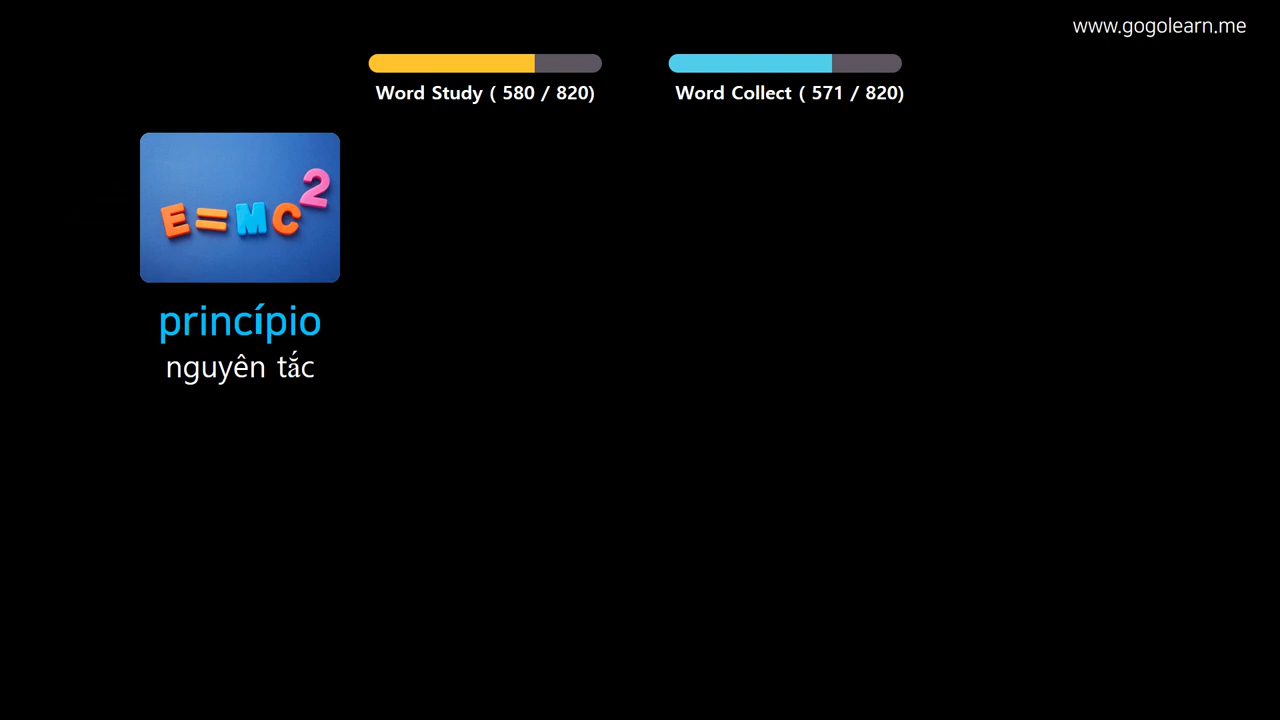 www.gogolearn.me
Word Study ( 580 / 820)
Word Collect ( 571 / 820)
E=MC2
princípio
nguyên tắc